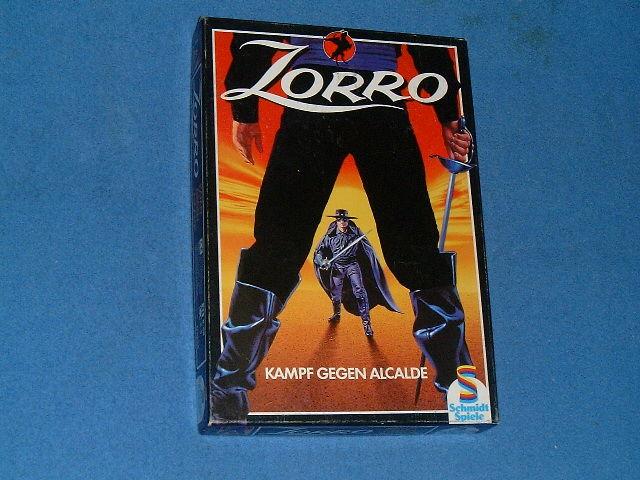 ZORRO
ZORRO
KAMPF GEGEN ALCALDE
Schmidt
Spiele